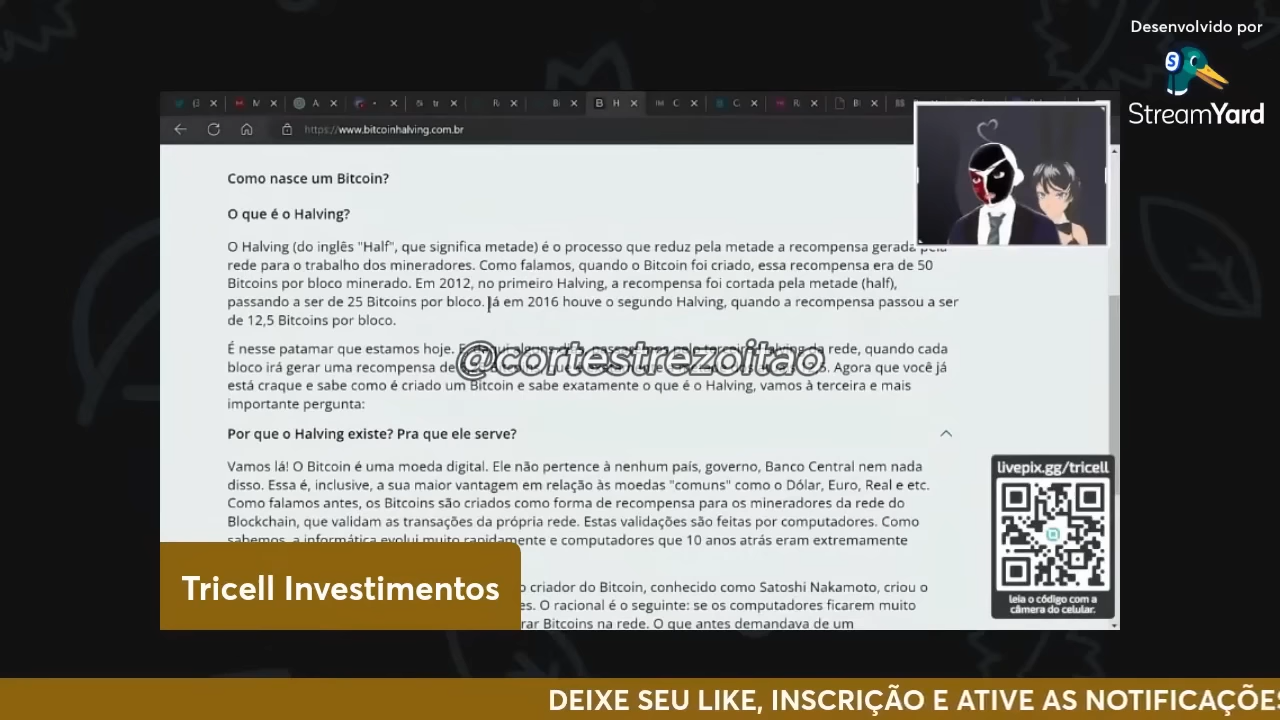 Desenvolvido por
StreamYard
https://www.bitcoinhalving.com.br
Como nasce um Bitcoin?
O que é o Halving?
O Halving (do inglês "Half", que significa metade) é o processo que reduz pela metade a recompensa gerada pela
rede para o trabalho dos mineradores. Como falamos, quando o Bitcoin foi criado, essa recompensa era de 50
Bitcoins por bloco minerado. Em 2012, no primeiro Halving, a recompensa foi cortada pela metade (half),
passando a ser de 25 Bitcoins por bloco. Já em 2016 houve o segundo Halving, quando a recompensa passou a ser
de 12,5 Bitcoins por bloco.
É nesse patamar que estamos hoje. da rede, quando cada
@cortestrezoitao
bloco irá gerar uma recompensa de Agora que você já
está craque e sabe como é criado um Bitcoin e sabe exatamente o que é o Halving, vamos à terceira e mais
importante pergunta:
Por que o Halving existe? Pra que ele serve?
Vamos lá! O Bitcoin é uma moeda digital. Ele não pertence à nenhum país, governo, Banco Central nem nada
disso. Essa é, inclusive, a sua maior vantagem em relação às moedas "comuns" como o Dólar, Euro, Real e etc.
Como falamos antes, os Bitcoins são criados como forma de recompensa para os mineradores da rede do
Blockchain, que validam as transações da própria rede. Estas validações são feitas por computadores. Como
sabemos, a informática evolui muito rapidamente e computadores que 10 anos atrás eram extremamente
o criador do Bitcoin, conhecido como Satoshi Nakamoto, criou o
es. O racional é o seguinte: se os computadores ficarem muito
rar Bitcoins na rede. O que antes demandava de um
livepix.gg/tricell
leia o código com a
câmera do celular.
Tricell Investimentos
DEIXE SEU LIKE, INSCRIÇÃO E ATIVE AS NOTIFICAÇÕES